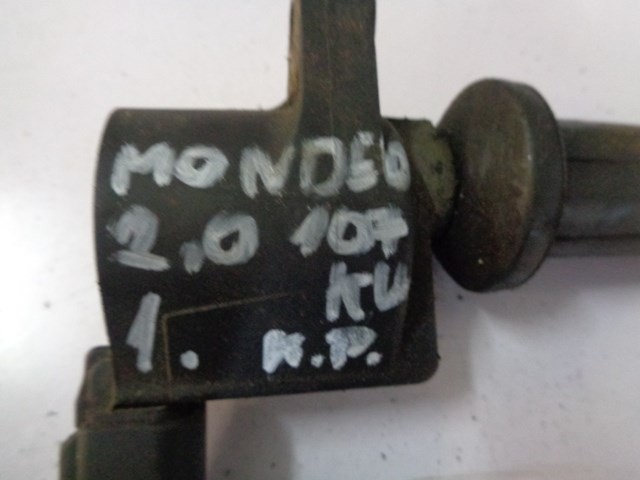 MONDEO
2,0 107
KW
1. K.P.